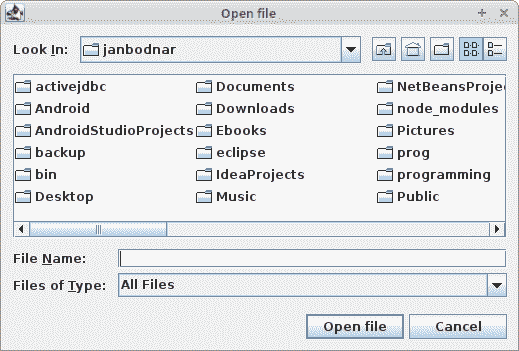 Open file
Look In: janbodnar
activejdbc Documents NetBeansProje
Android Downloads node_modules
AndroidStudioProjects Ebooks Pictures
backup eclipse prog
bin IdeaProjects programming
Desktop Music Public
File Name:
Files of Type: All Files
Open file Cancel